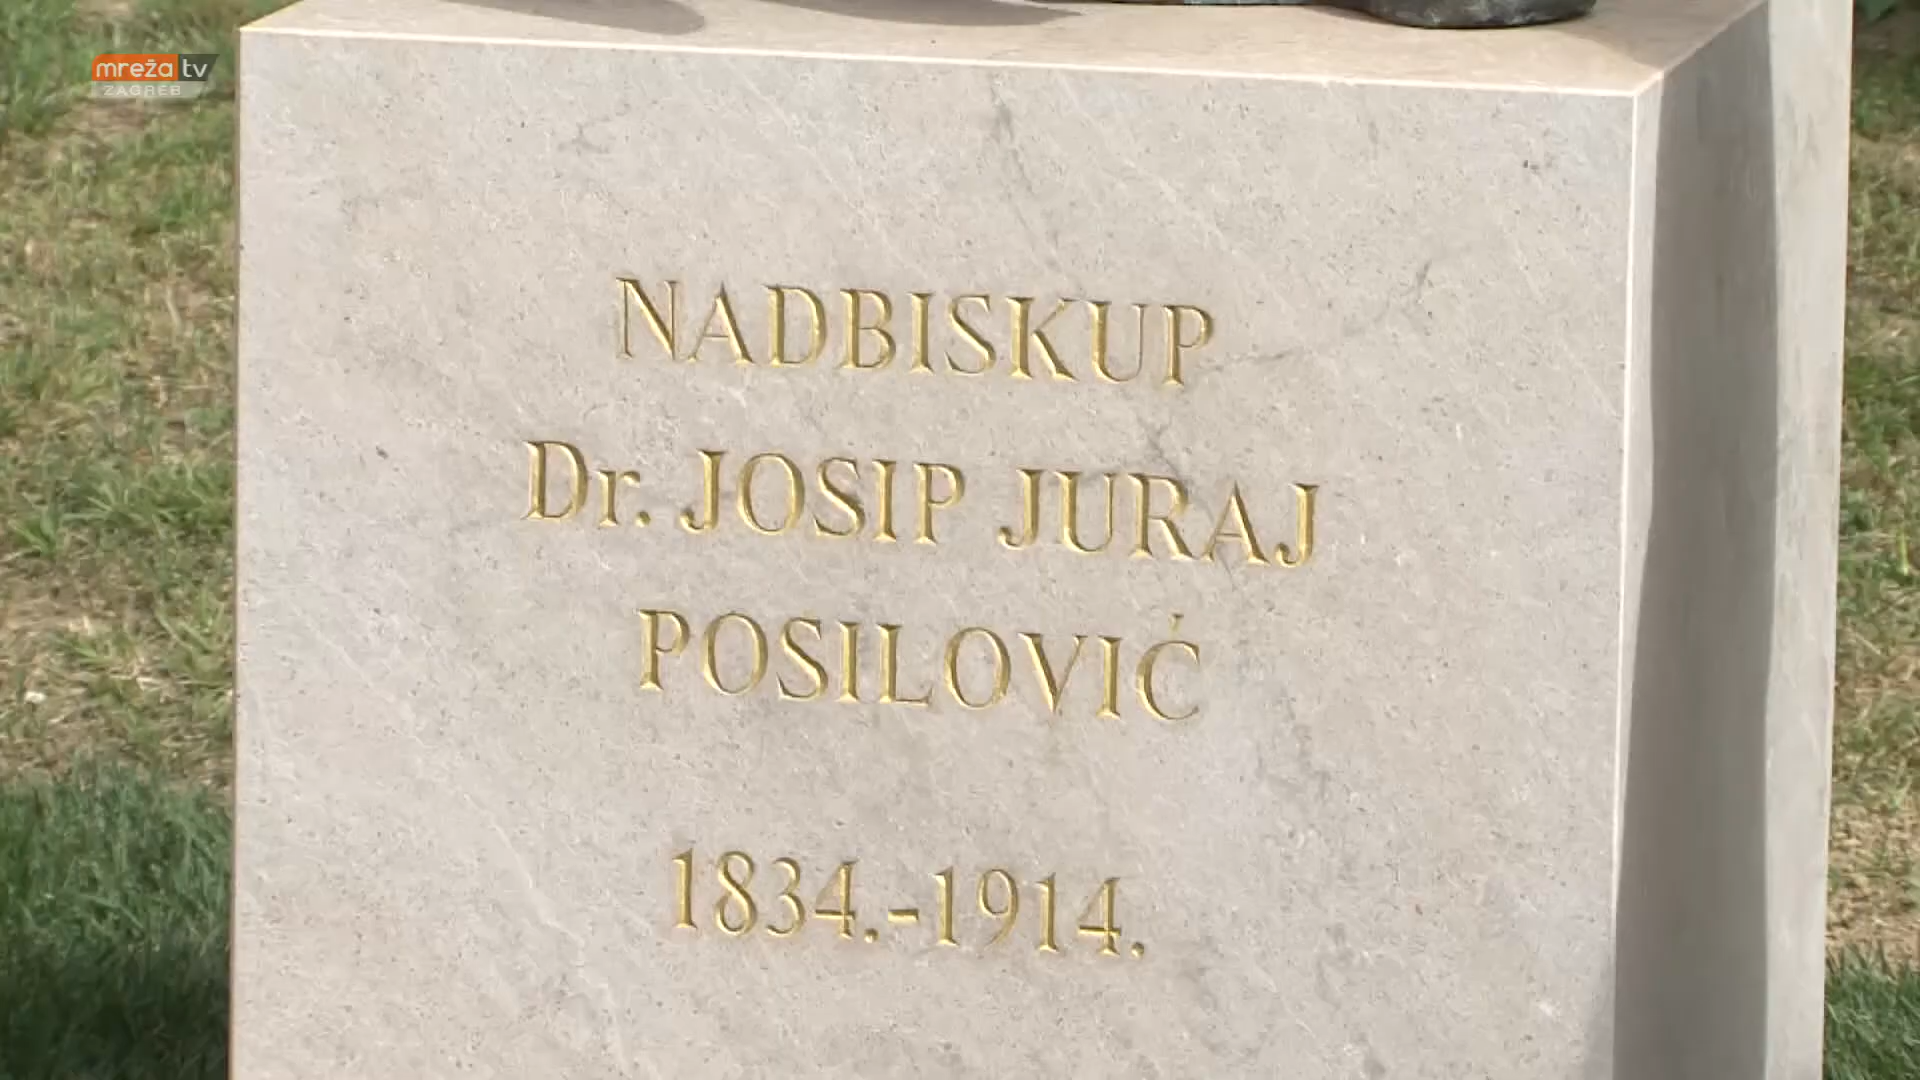 mreža tv
ZAGREB
NADBISKUP
Dr. JOSIP JURAJ
POSILOVIĆ
1834.-1914.